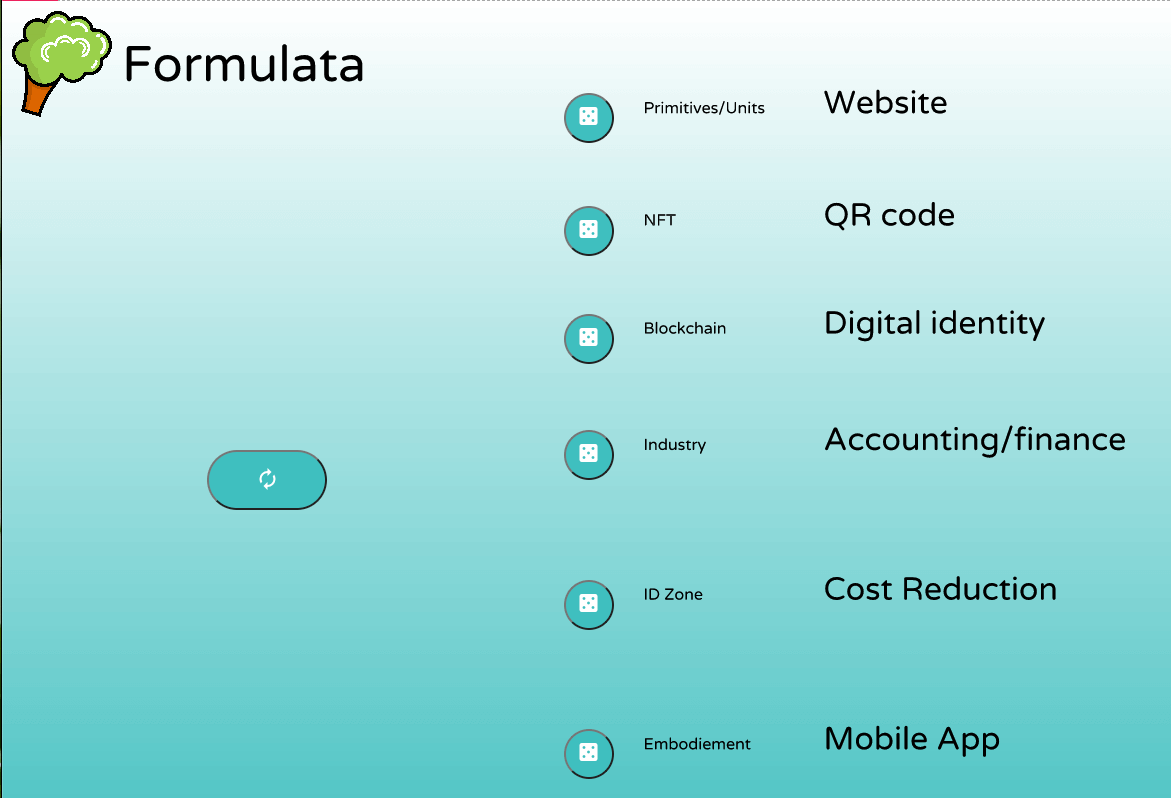 Formulata
Primitives/Units Website
NFT QR code
Blockchain Digital identity
Industry Accounting/finance
ID Zone Cost Reduction
Embodiement Mobile App